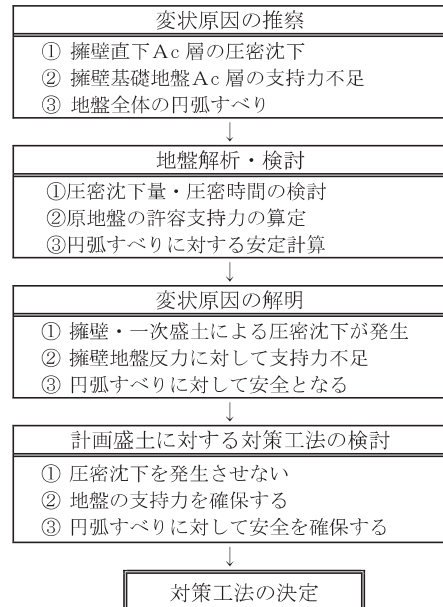 変状原因の推察
① 擁壁直下Ac層の圧密沈下
② 擁壁基礎地盤Ac層の支持力不足
③ 地盤全体の円弧すべり
↓
地盤解析・検討
①圧密沈下量・圧密時間の検討
②原地盤の許容支持力の算定
③円弧すべりに対する安定計算
↓
変状原因の解明
① 擁壁・一次盛土による圧密沈下が発生
② 擁壁地盤反力に対して支持力不足
③ 円弧すべりに対して安全となる
↓
計画盛土に対する対策工法の検討
① 圧密沈下を発生させない
② 地盤の支持力を確保する
③ 円弧すべりに対して安全を確保する
↓
対策工法の決定